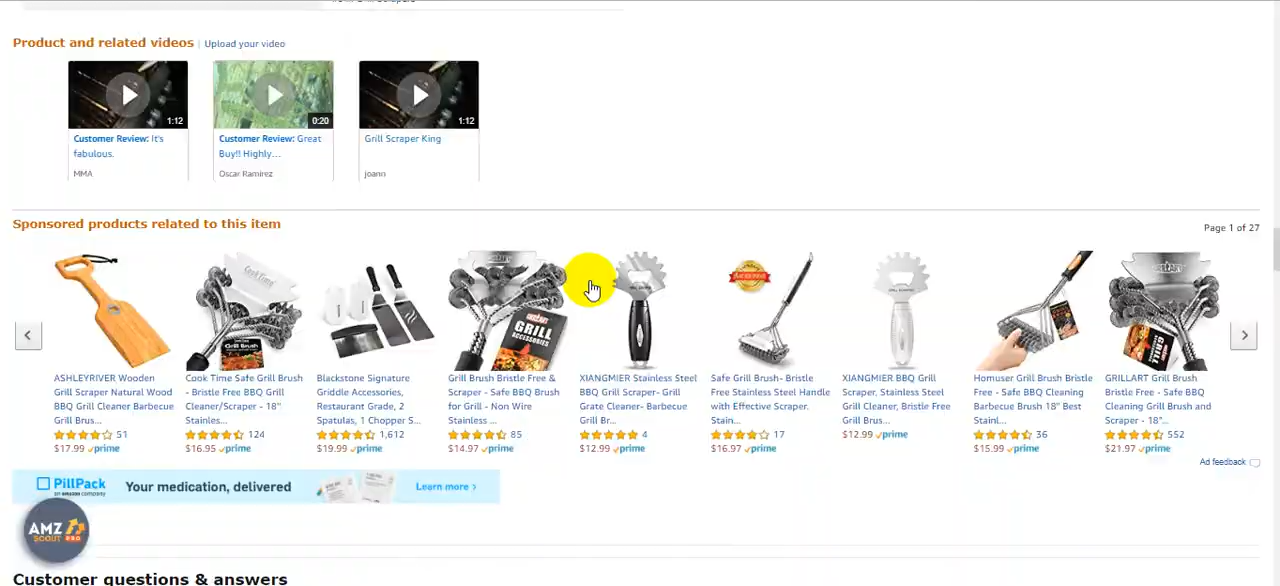 Product and related videos | Upload your video
1:12
0:20
1:12
Customer Review: It's
fabulous.
MMA
Customer Review: Great
Buy!! Highly...
Oscar Ramirez
Grill Scraper King
joann
Sponsored products related to this item
Page 1 of 27
ASHLEYRIVER Wooden
Grill Scraper Natural Wood
BBQ Grill Cleaner Barbecue
Grill Brus...
51
$17.99 prime
Cook Time Safe Grill Brush
- Bristle Free BBQ Grill
Cleaner/Scraper - 18"
Stainles...
124
$16.95 prime
Blackstone Signature
Griddle Accessories,
Restaurant Grade, 2
Spatulas, 1 Chopper S...
1,612
$19.99 prime
GRILL
ACCESSORIES
Grill Brush Bristle Free &
Scraper - Safe BBQ Brush
for Grill - Non Wire
Stainless ...
85
$14.97 prime
XIANGMIER Stainless Steel
BBQ Grill Scraper- Grill
Grate Cleaner- Barbecue
Grill Br...
4
$12.99 prime
Safe Grill Brush- Bristle
Free Stainless Steel Handle
with Effective Scraper.
Stain...
17
$16.97 prime
XIANGMIER BBQ Grill
Scraper, Stainless Steel
Grill Cleaner, Bristle Free
Grill Brus...
$12.99 prime
Homuser Grill Brush Bristle
Free - Safe BBQ Cleaning
Barbecue Brush 18" Best
Stainl...
36
$15.99 prime
GRILLART Grill Brush
Bristle Free - Safe BBQ
Cleaning Grill Brush and
Scraper - 18"...
552
$21.97 prime
Ad feedback
PillPack
an amazon company
Your medication, delivered
Learn more ›
AMZ
SCOUT PRO
Customer questions & answers